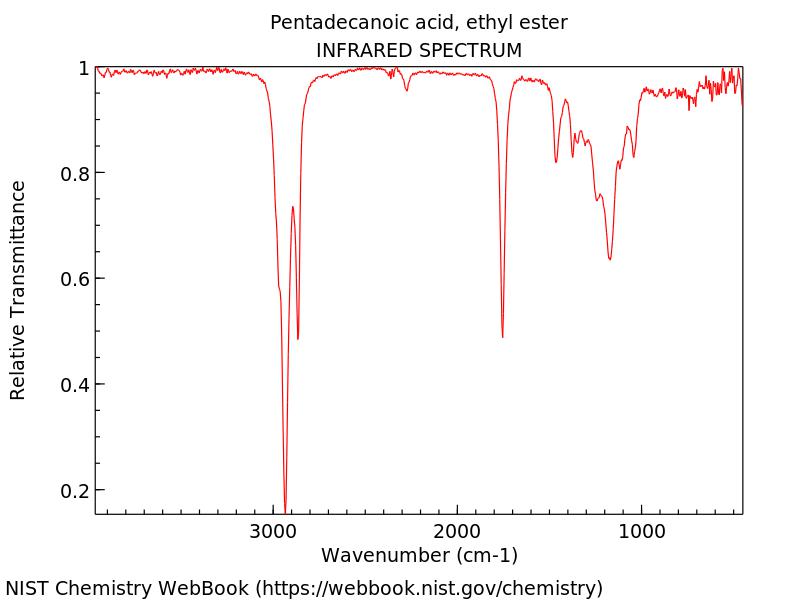 Pentadecanoic acid, ethyl ester
INFRARED SPECTRUM
1
0.8
0.6
0.4
0.2
Relative Transmittance
3000 2000 1000
Wavenumber (cm-1)
NIST Chemistry WebBook (https://webbook.nist.gov/chemistry)